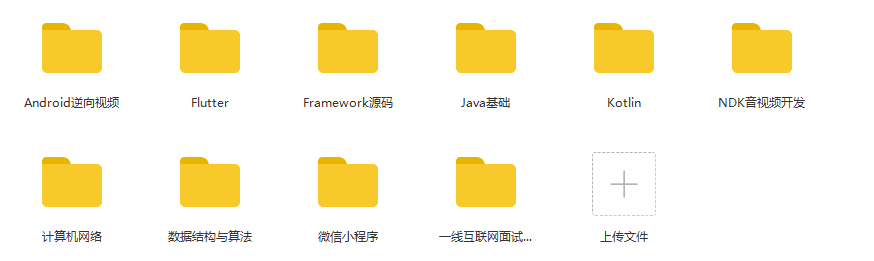 Android逆向视频
Flutter
Framework源码
Java基础
Kotlin
NDK音视频开发
计算机网络
数据结构与算法
微信小程序
一线互联网面试...
上传文件